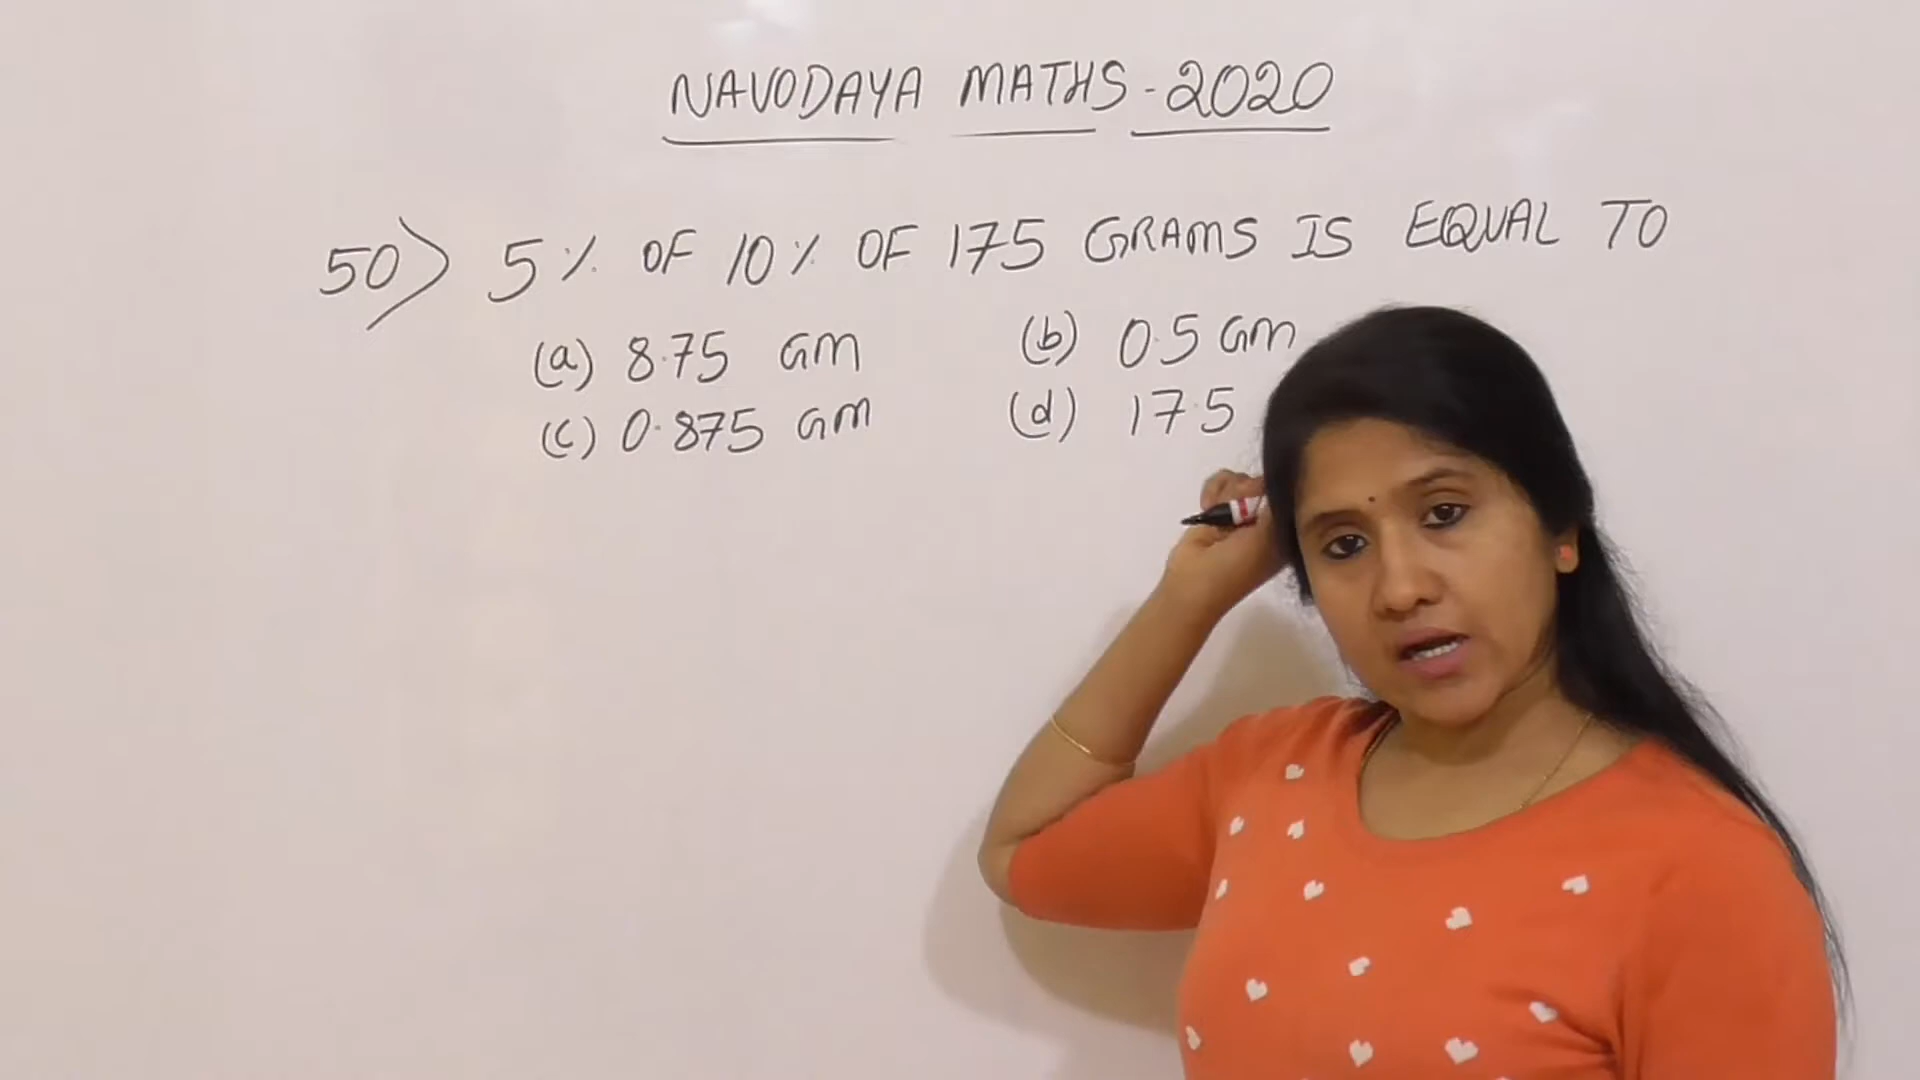 NAVODAYA MATHS - 2020
50> 5% OF 10% OF 175 GRAMS IS EQUAL TO
(a) 8.75 GM (b) 0.5 GM
(c) 0.875 GM (d) 17.5